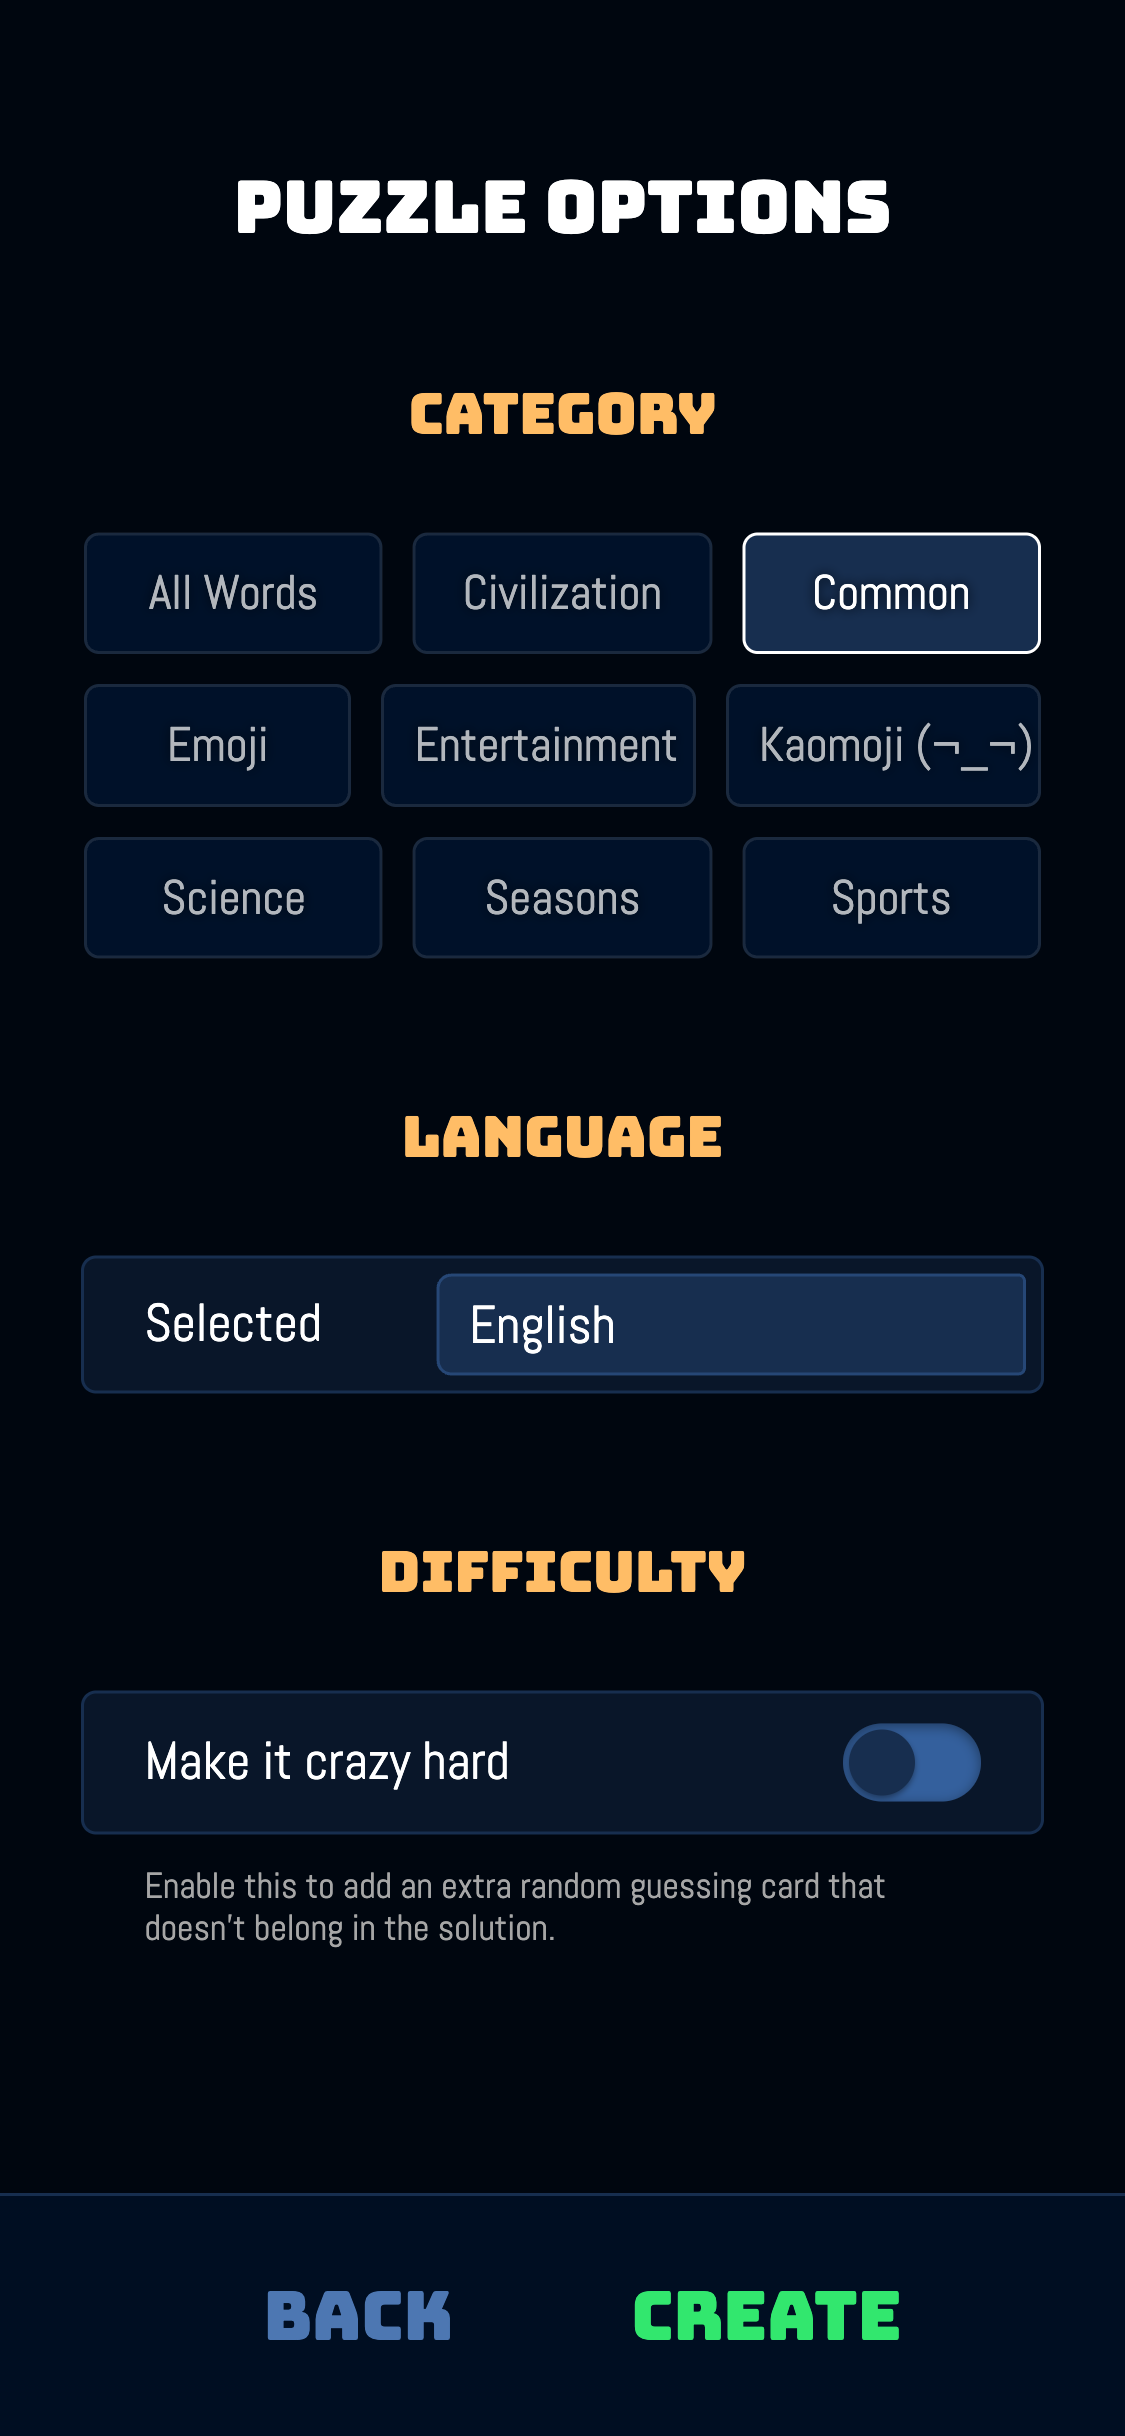 PUZZLE OPTIONS
CATEGORY
All Words
Civilization
Common
Emoji
Entertainment
Kaomoji (¬_¬)
Science
Seasons
Sports
LANGUAGE
Selected
English
DIFFICULTY
Make it crazy hard
Enable this to add an extra random guessing card that
doesn't belong in the solution.
BACK
CREATE